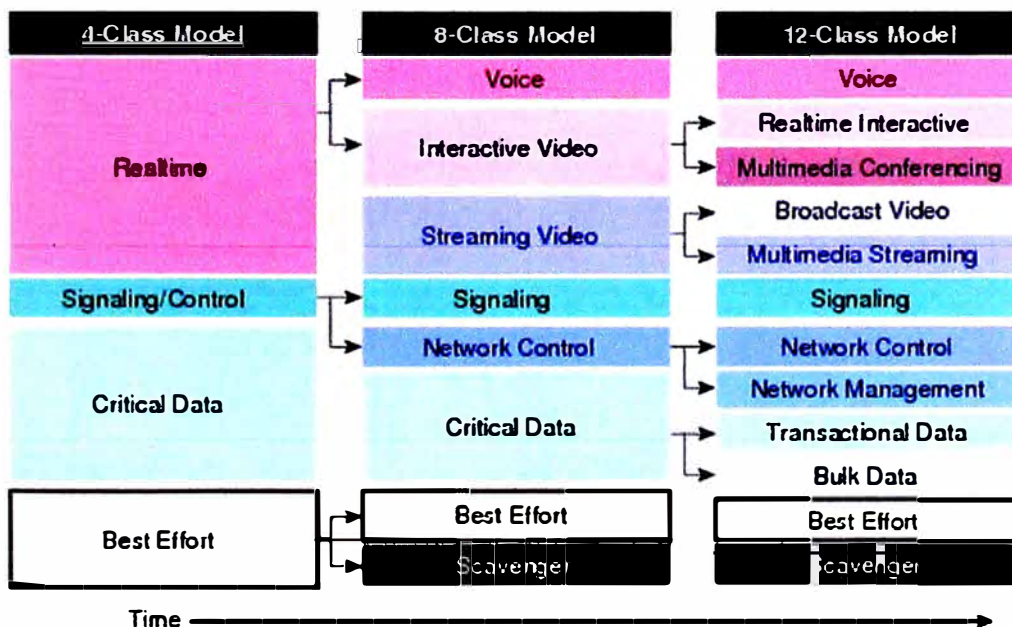 4-Class Model
8-Class Model
12-Class Model
Realtime
Signaling/Control
Critical Data
Best Effort
Voice
Interactive Video
Streaming Video
Signaling
Network Control
Critical Data
Best Effort
Scavenger
Voice
Realtime Interactive
Multimedia Conferencing
Broadcast Video
Multimedia Streaming
Signaling
Network Control
Network Management
Transactional Data
Bulk Data
Best Effort
Scavenger
Time